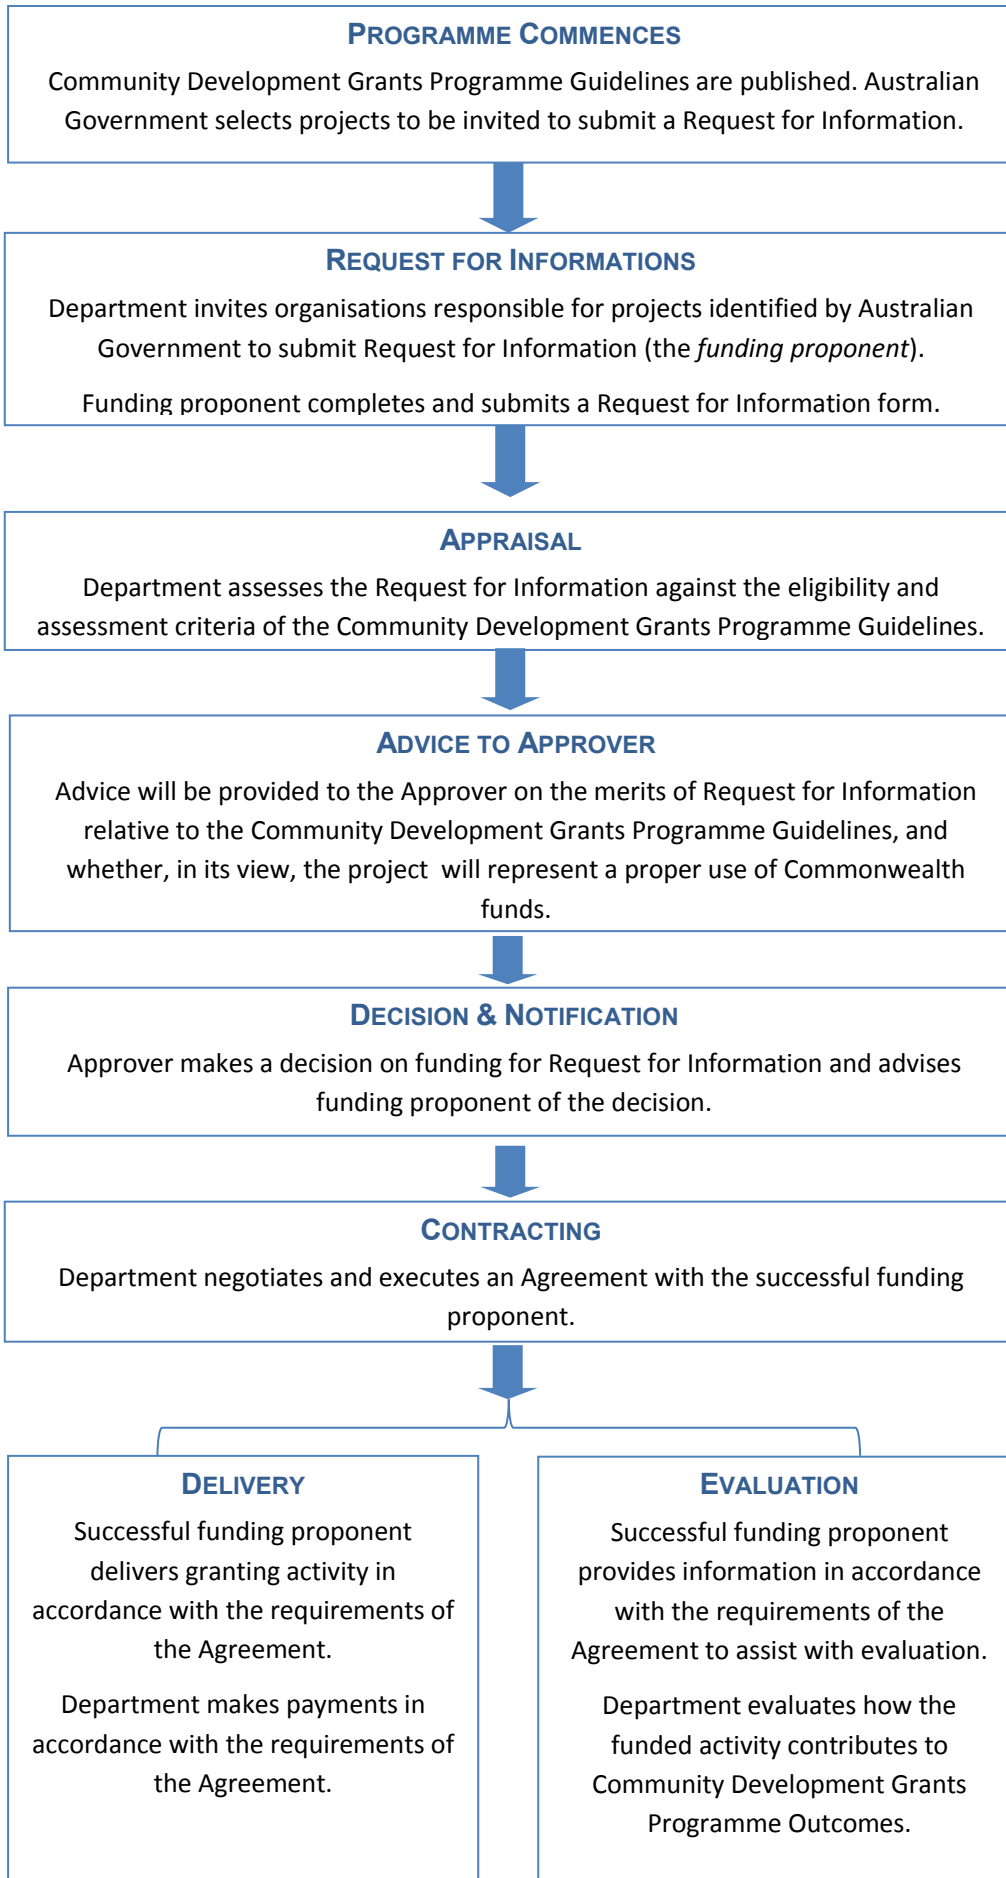 PROGRAMME COMMENCES
Community Development Grants Programme Guidelines are published. Australian
Government selects projects to be invited to submit a Request for Information.
REQUEST FOR INFORMATIONS
Department invites organisations responsible for projects identified by Australian
Government to submit Request for Information (the funding proponent).
Funding proponent completes and submits a Request for Information form.
APPRAISAL
Department assesses the Request for Information against the eligibility and
assessment criteria of the Community Development Grants Programme Guidelines.
ADVICE TO APPROVER
Advice will be provided to the Approver on the merits of Request for Information
relative to the Community Development Grants Programme Guidelines, and
whether, in its view, the project will represent a proper use of Commonwealth
funds.
DECISION & NOTIFICATION
Approver makes a decision on funding for Request for Information and advises
funding proponent of the decision.
CONTRACTING
Department negotiates and executes an Agreement with the successful funding
proponent.
DELIVERY
Successful funding proponent
delivers granting activity in
accordance with the requirements of
the Agreement.
Department makes payments in
accordance with the requirements of
the Agreement.
EVALUATION
Successful funding proponent
provides information in accordance
with the requirements of the
Agreement to assist with evaluation.
Department evaluates how the
funded activity contributes to
Community Development Grants
Programme Outcomes.